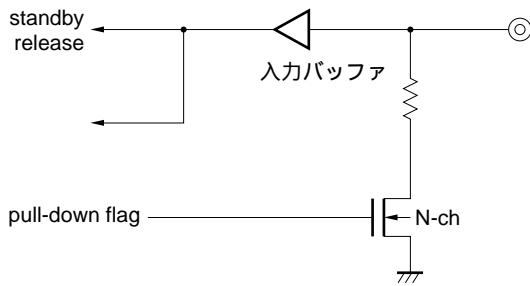 standby
release
入力バッファ
pull-down flag
N-ch